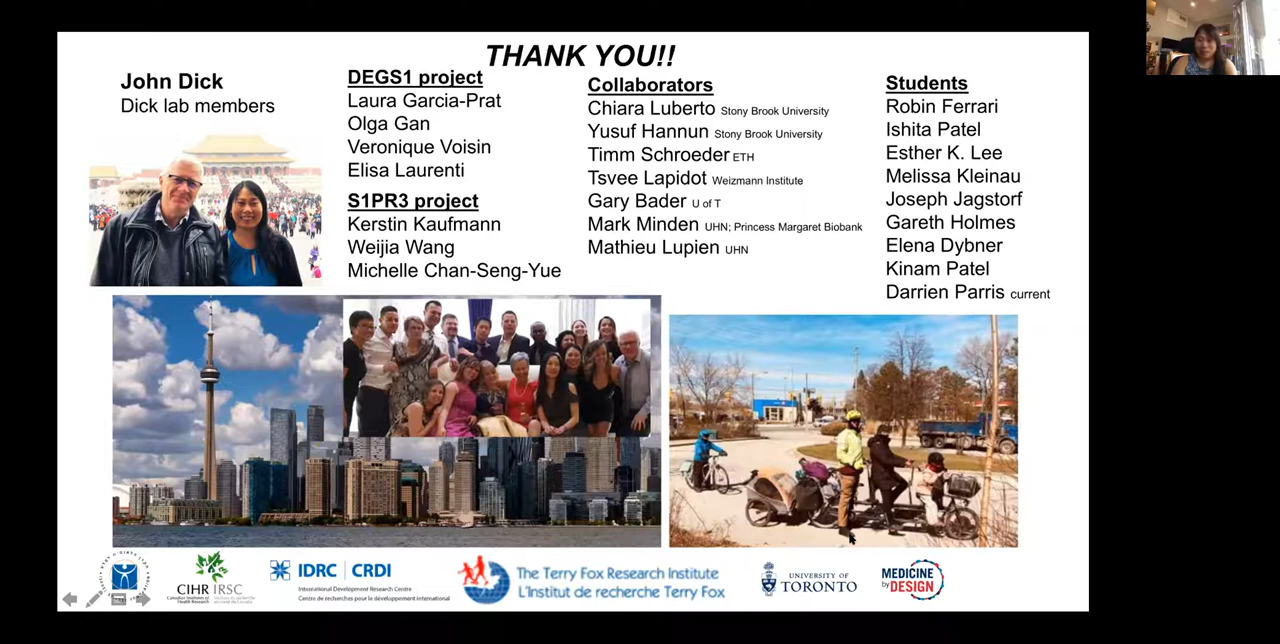 THANK YOU!!
John Dick
Dick lab members
DEGS1 project
Laura Garcia-Prat
Olga Gan
Veronique Voisin
Elisa Laurenti
S1PR3 project
Kerstin Kaufmann
Weijia Wang
Michelle Chan-Seng-Yue
Collaborators
Chiara Luberto Stony Brook University
Yusuf Hannun Stony Brook University
Timm Schroeder ETH
Tsvee Lapidot Weizmann Institute
Gary Bader U of T
Mark Minden UHN; Princess Margaret Biobank
Mathieu Lupien UHN
Students
Robin Ferrari
Ishita Patel
Esther K. Lee
Melissa Kleinau
Joseph Jagstorf
Gareth Holmes
Elena Dybner
Kinam Patel
Darrien Parris current
CIHR IRSC
Canadian Institutes of
Health Research
IDRC | CRDI
International Development Research Centre
Centre de recherches pour le développement international
The Terry Fox Research Institute
L'Institut de recherche Terry Fox
UNIVERSITY OF
TORONTO
MEDICINE
by DESIGN